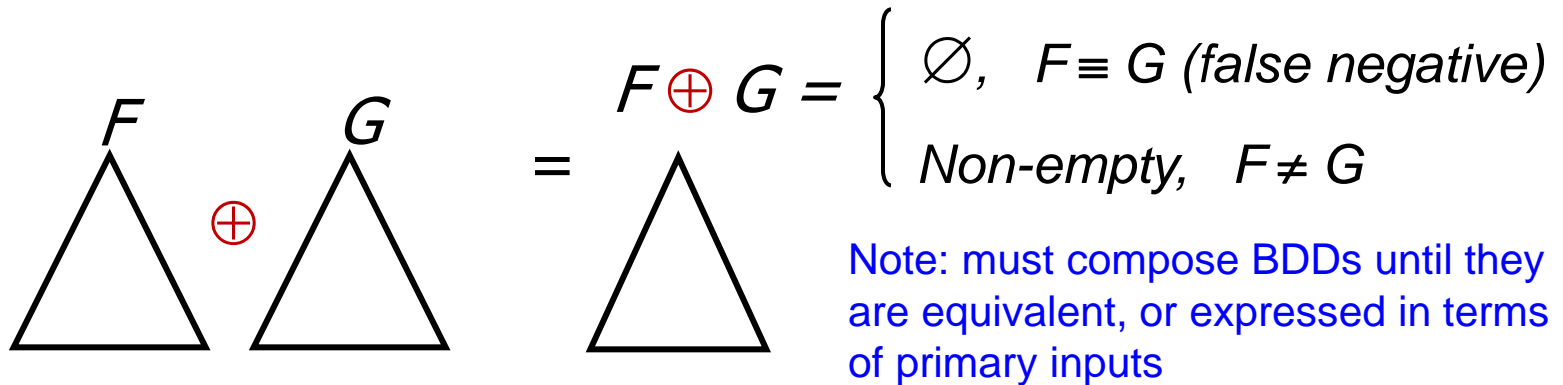 F ⊕ G =
F ⊕ G = { ∅, F ≡ G (false negative)
Non-empty, F ≠ G
Note: must compose BDDs until they
are equivalent, or expressed in terms
of primary inputs